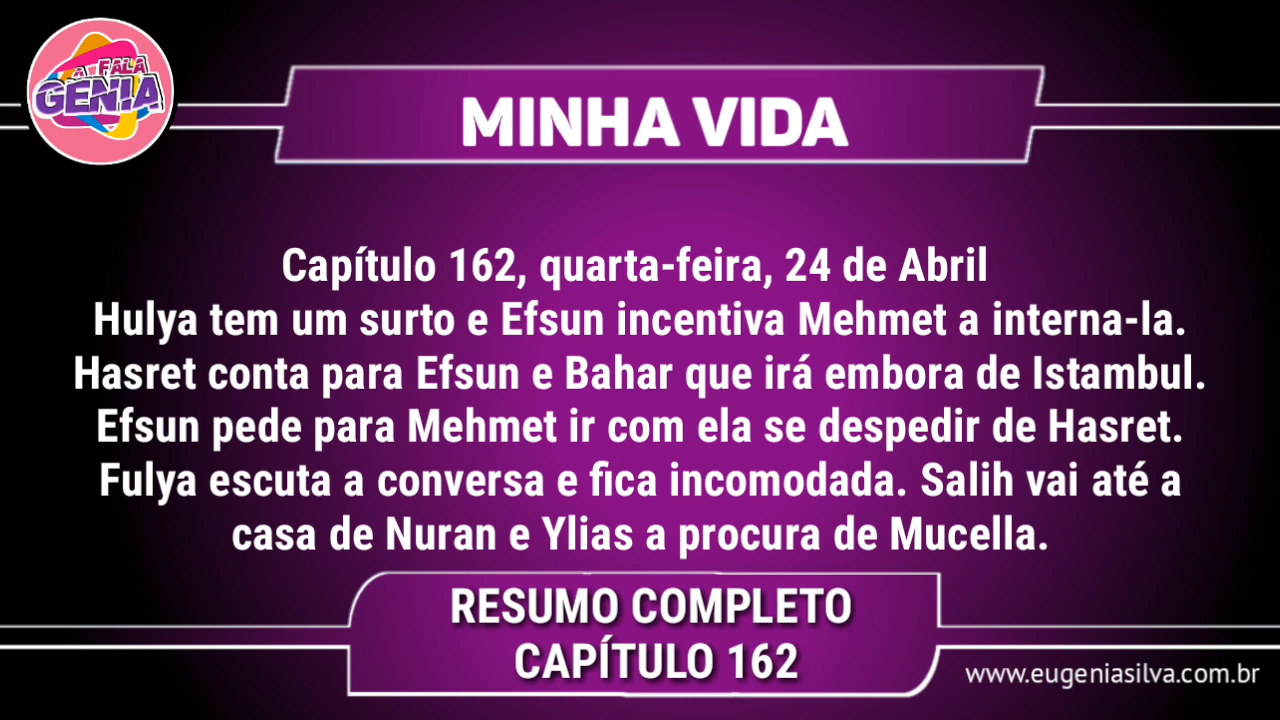 A FALA
GENIA
MINHA VIDA
Capítulo 162, quarta-feira, 24 de Abril
Hulya tem um surto e Efsun incentiva Mehmet a interna-la.
Hasret conta para Efsun e Bahar que irá embora de Istambul.
Efsun pede para Mehmet ir com ela se despedir de Hasret.
Fulya escuta a conversa e fica incomodada. Salih vai até a
casa de Nuran e Ylias a procura de Mucella.
RESUMO COMPLETO
CAPÍTULO 162
www.eugeniasilva.com.br